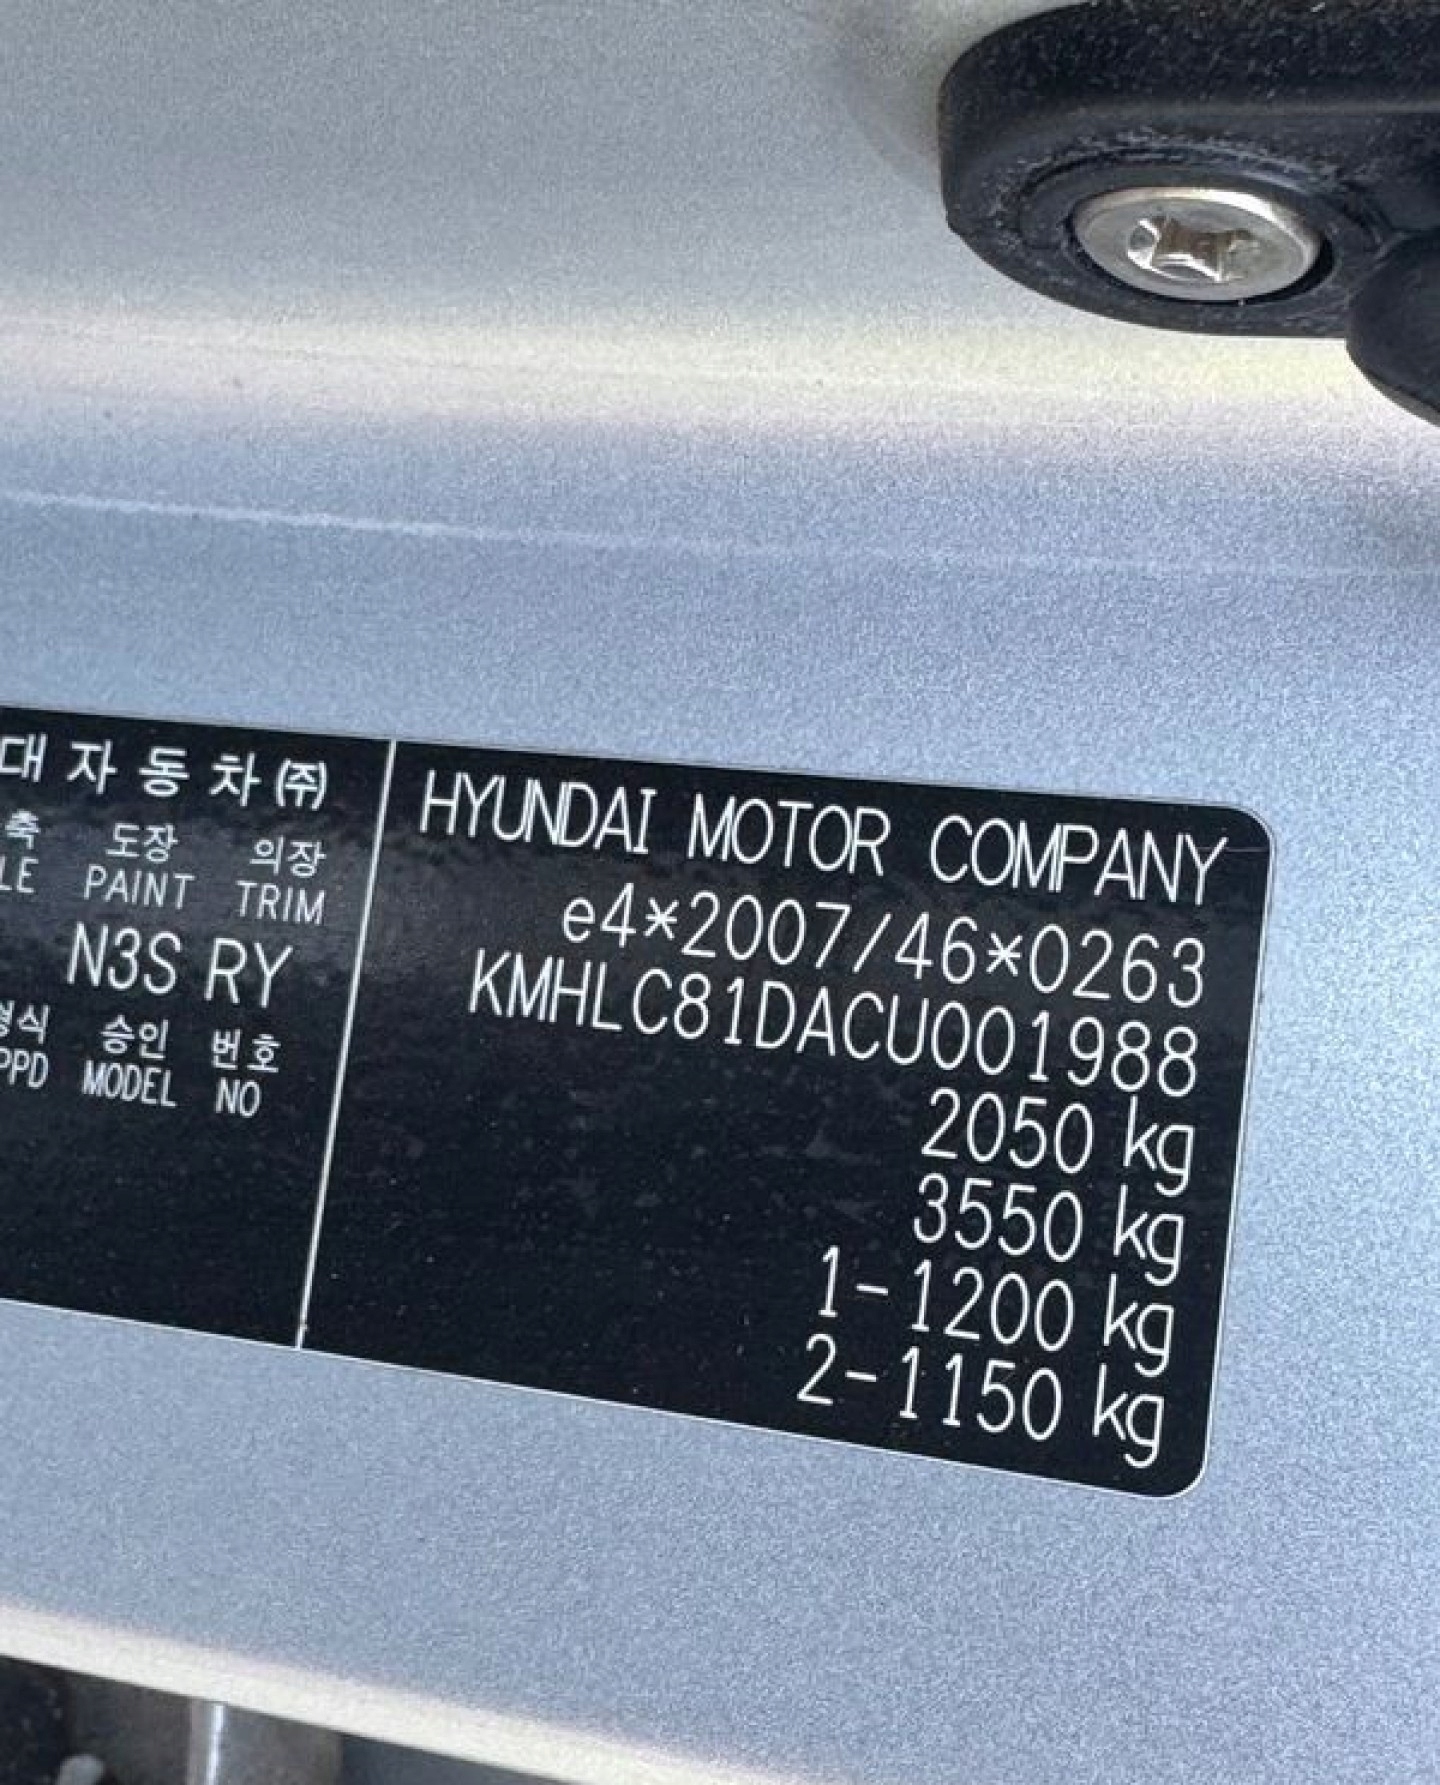 대자동차㈜
축 도장 의장
LE PAINT TRIM
N3S RY
형식 승인 번호
PPD MODEL NO
HYUNDAI MOTOR COMPANY
e4*2007/46*0263
KMHLC81DACU001988
2050 kg
3550 kg
1-1200 kg
2-1150 kg